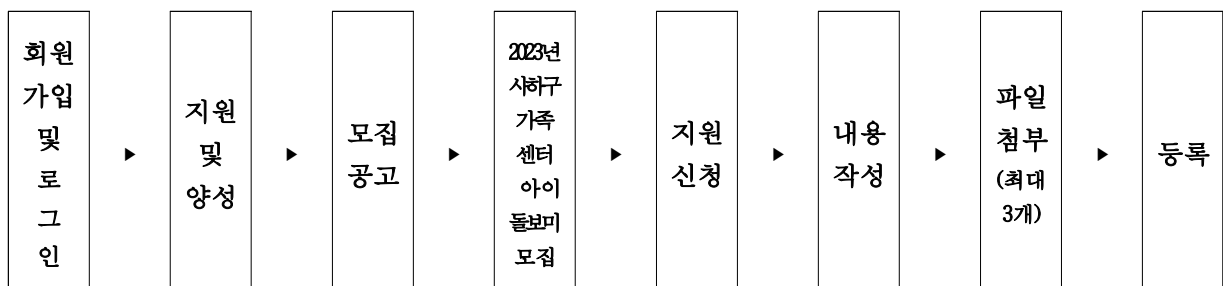 회원
가입
및로
그
인
▶
지원
및
양성
▶
모집
공고
▶
2023년
사하구
가족
센터
아이
돌보미
모집
▶
지원
신청
▶
내용
작성
▶
파일
첨부
(최대
3개)
▶
등록